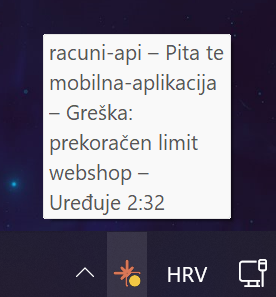 racuni-api – Pita te
mobilna-aplikacija
– Greška:
prekoračen limit
webshop –
Uređuje 2:32
HRV